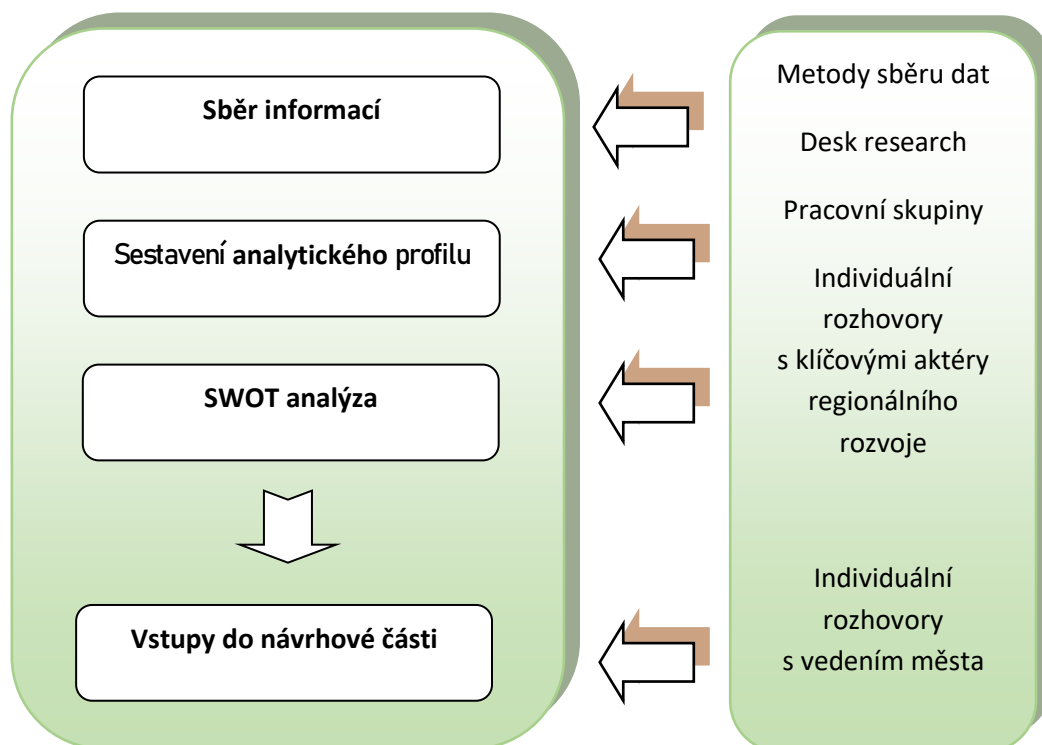 Sběr informací
Sestavení analytického profilu
SWOT analýza
Vstupy do návrhové části
Metody sběru dat
Desk research
Pracovní skupiny
Individuální
rozhovory
s klíčovými aktéry
regionálního
rozvoje
Individuální
rozhovory
s vedením města